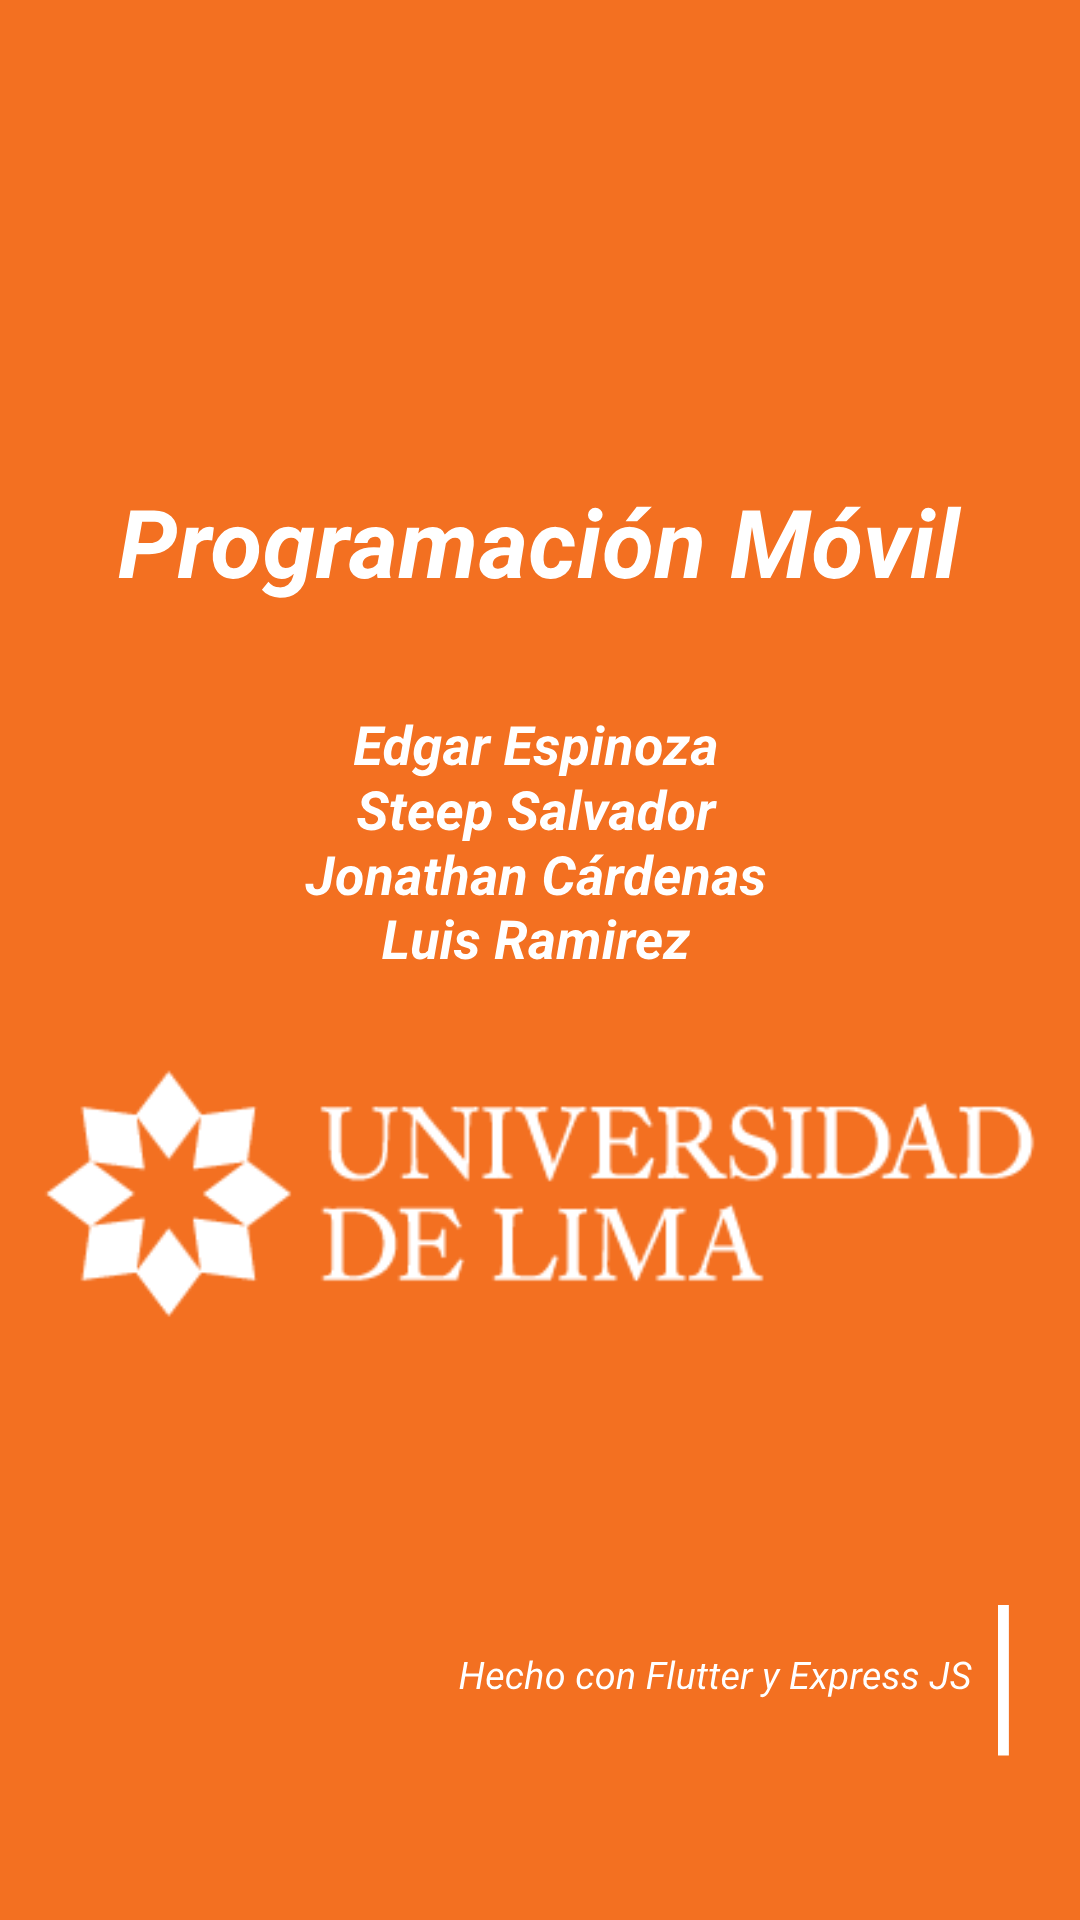 Programación Móvil
Edgar Espinoza
Steep Salvador
Jonathan Cárdenas
Luis Ramirez
UNIVERSIDAD
DE LIMA
Hecho con Flutter y Express JS